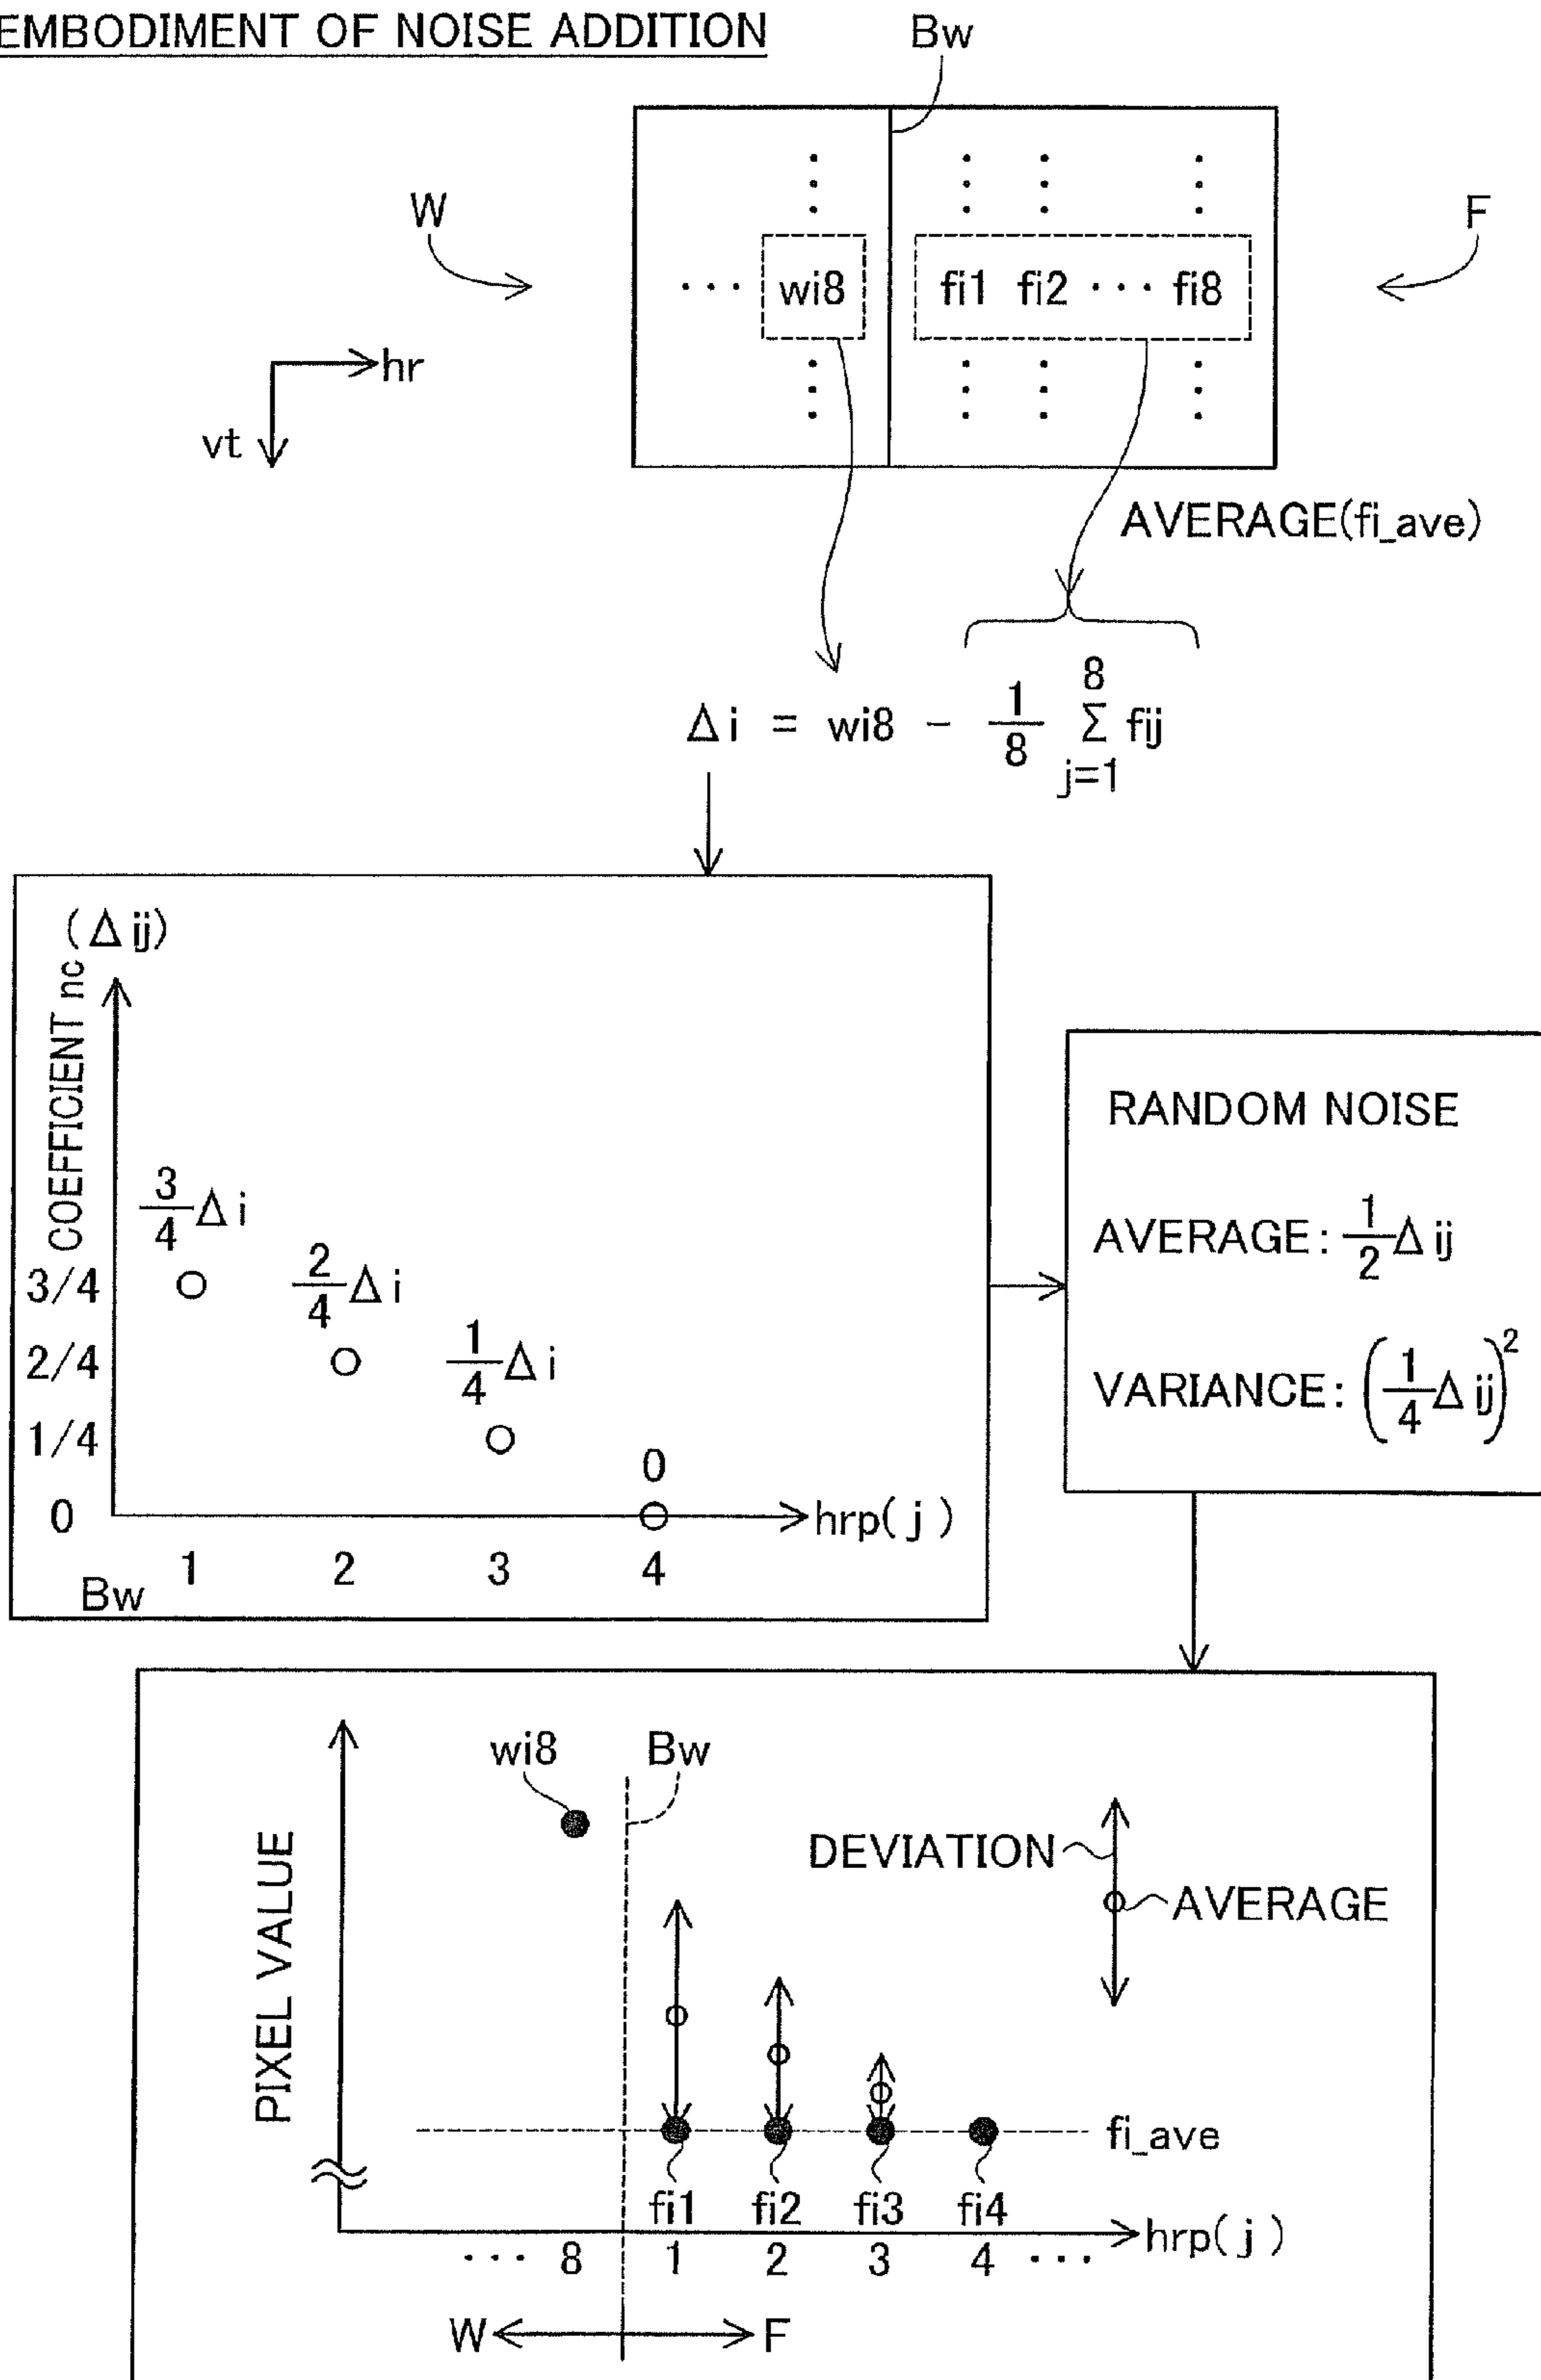 EMBODIMENT OF NOISE ADDITION
Bw
W
F
··· wi8 fi1 fi2 ··· fi8
hr
vt
AVERAGE(fi_ave)
Δi = wi8 - 1/8 8Σj=1 fij
(Δij)
COEFFICIENT nc
3/4 Δi
3/4
2/4 Δi
2/4
1/4 Δi
1/4
0
0
hrp(j)
1 2 3 4
Bw
RANDOM NOISE
AVERAGE: 1/2 Δij
VARIANCE: (1/4 Δij)²
wi8
Bw
DEVIATION
AVERAGE
PIXEL VALUE
fi_ave
fi1 fi2 fi3 fi4
hrp(j)
··· 8 1 2 3 4 ···
W F